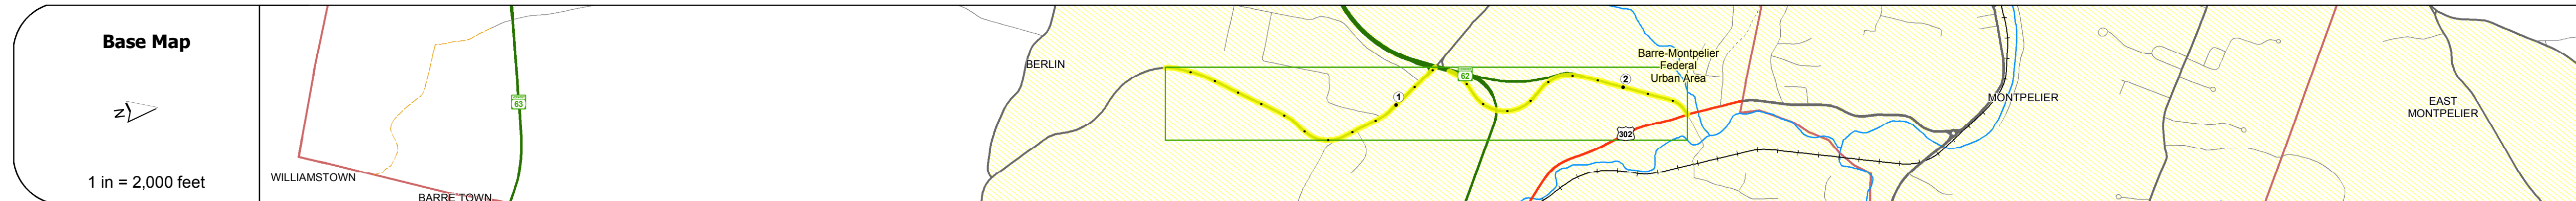 Base Map
N
1 in = 2,000 feet
63
WILLIAMSTOWN
BARRE TOWN
BERLIN
1
62
Barre-Montpelier
Federal
Urban Area
2
302
MONTPELIER
EAST
MONTPELIER